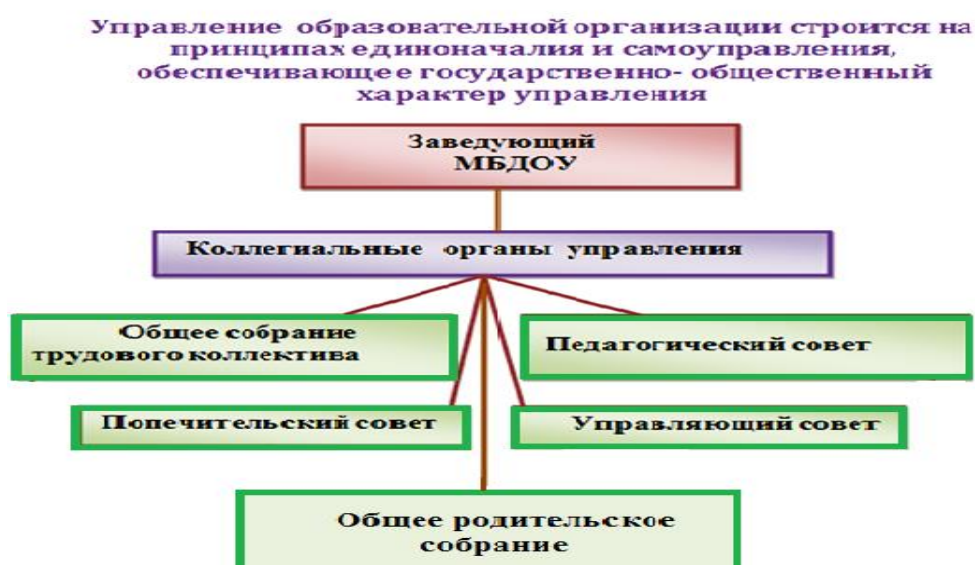 Управление образовательной организации строится на
принципах единоначалия и самоуправления,
обеспечивающее государственно- общественный
характер управления
Заведующий
МБДОУ
Коллегиальные органы управления
Общее собрание
трудового коллектива
Педагогический совет
Попечительский совет
Управляющий совет
Общее родительское
собрание